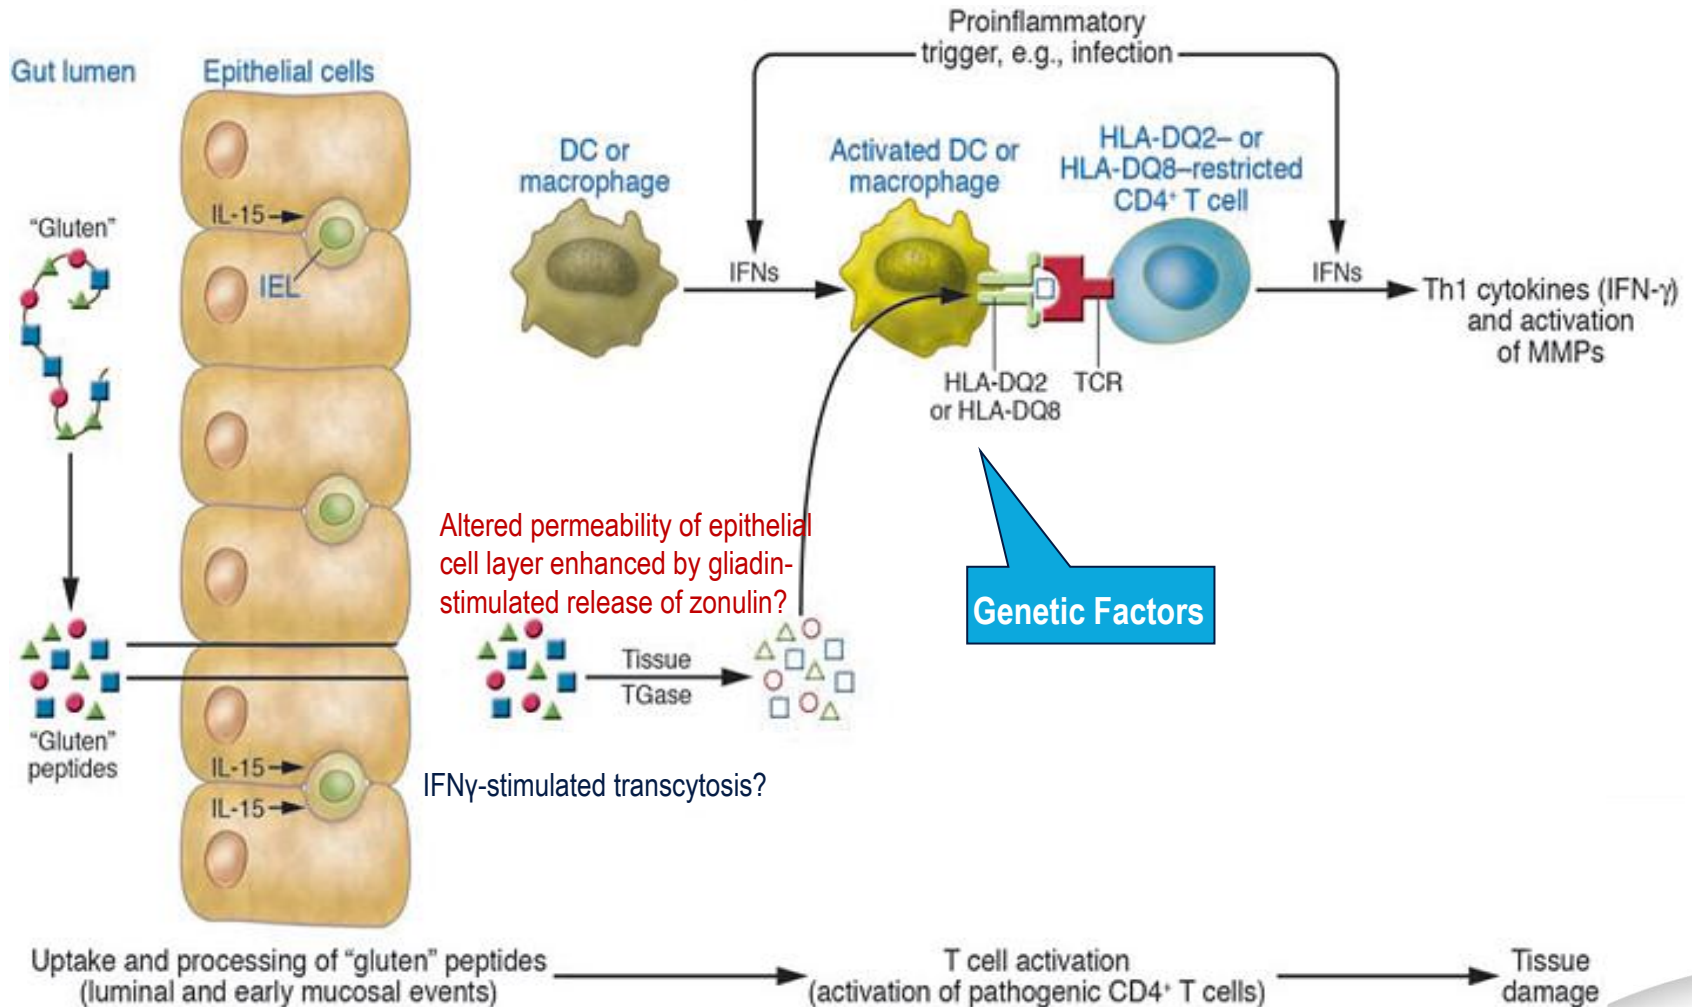 Proinflammatory
trigger, e.g., infection
Gut lumen
Epithelial cells
DC or
macrophage
Activated DC or
macrophage
HLA-DQ2– or
HLA-DQ8–restricted
CD4⁺ T cell
IL-15
IEL
"Gluten"
IFNs
IFNs
Th1 cytokines (IFN-γ)
and activation
of MMPs
HLA-DQ2
or HLA-DQ8
TCR
Altered permeability of epithelial
cell layer enhanced by gliadin-
stimulated release of zonulin?
Genetic Factors
Tissue
TGase
"Gluten"
peptides
IL-15
IL-15
IFNγ-stimulated transcytosis?
Uptake and processing of "gluten" peptides
(luminal and early mucosal events)
T cell activation
(activation of pathogenic CD4⁺ T cells)
Tissue
damage